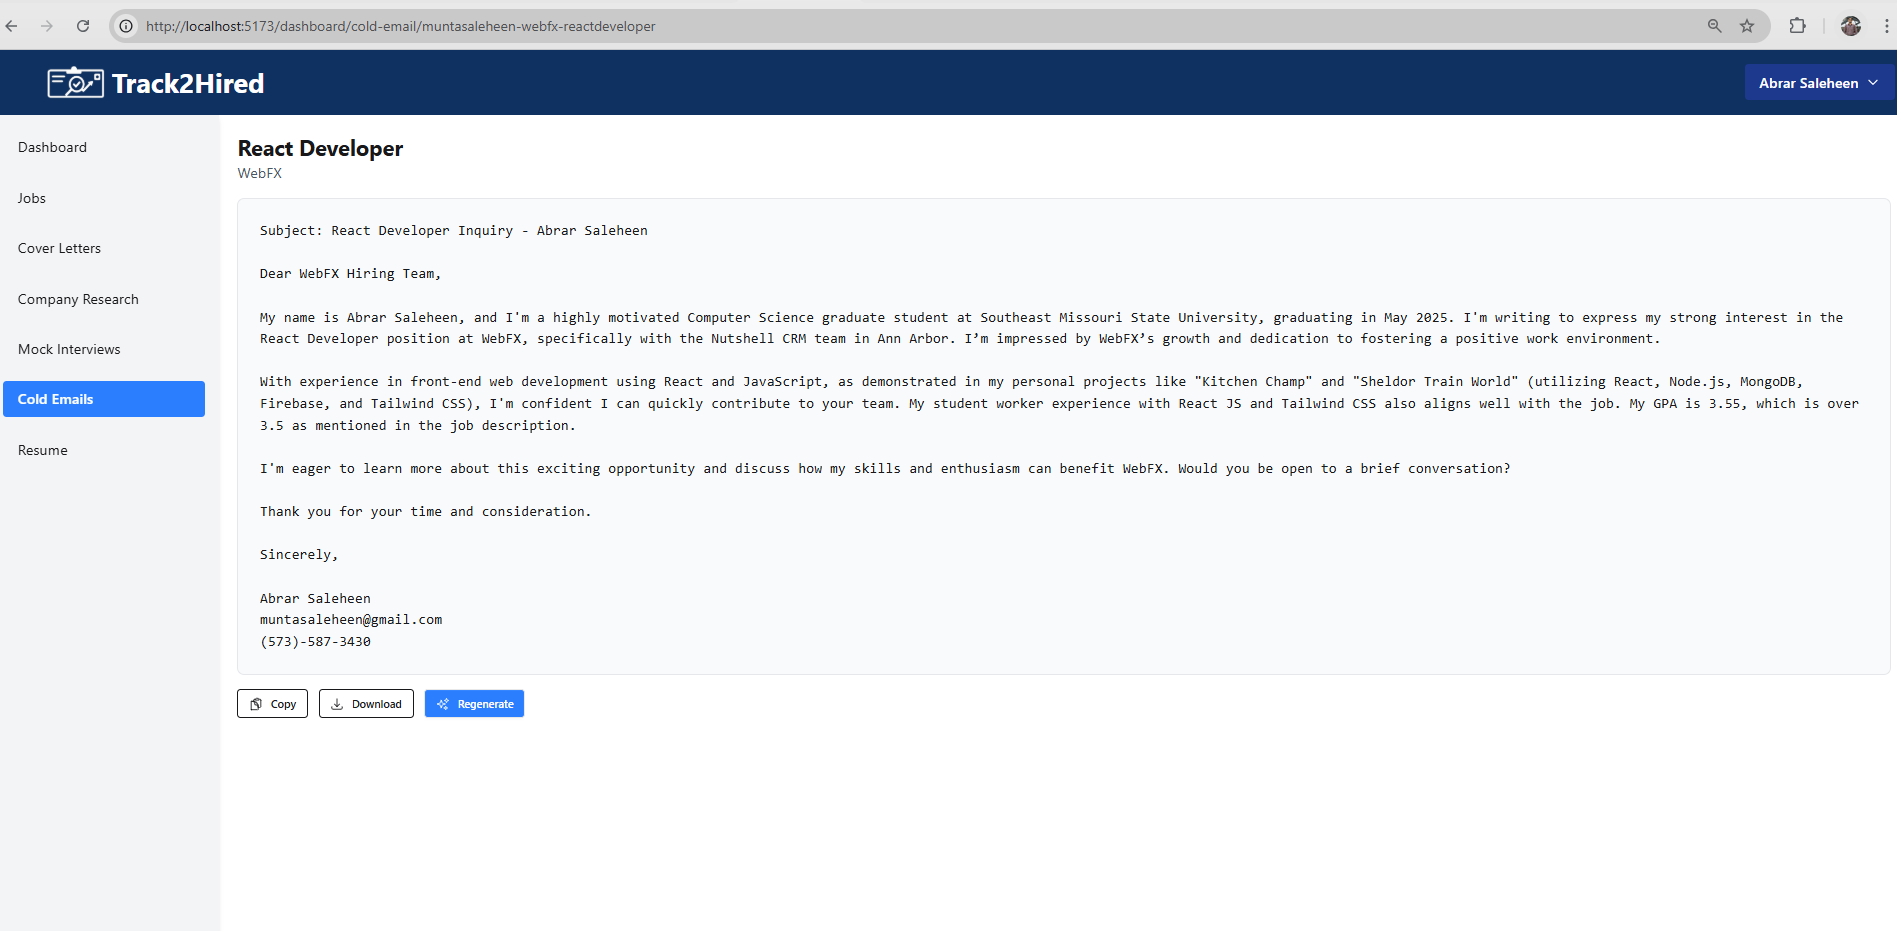 http://localhost:5173/dashboard/cold-email/muntasaleheen-webfx-reactdeveloper
Track2Hired
Abrar Saleheen
Dashboard
Jobs
Cover Letters
Company Research
Mock Interviews
Cold Emails
Resume
React Developer
WebFX
Subject: React Developer Inquiry - Abrar Saleheen
Dear WebFX Hiring Team,
My name is Abrar Saleheen, and I'm a highly motivated Computer Science graduate student at Southeast Missouri State University, graduating in May 2025. I'm writing to express my strong interest in the
React Developer position at WebFX, specifically with the Nutshell CRM team in Ann Arbor. I’m impressed by WebFX’s growth and dedication to fostering a positive work environment.
With experience in front-end web development using React and JavaScript, as demonstrated in my personal projects like "Kitchen Champ" and "Sheldor Train World" (utilizing React, Node.js, MongoDB,
Firebase, and Tailwind CSS), I'm confident I can quickly contribute to your team. My student worker experience with React JS and Tailwind CSS also aligns well with the job. My GPA is 3.55, which is over
3.5 as mentioned in the job description.
I'm eager to learn more about this exciting opportunity and discuss how my skills and enthusiasm can benefit WebFX. Would you be open to a brief conversation?
Thank you for your time and consideration.
Sincerely,
Abrar Saleheen
muntasaleheen@gmail.com
(573)-587-3430
Copy
Download
Regenerate